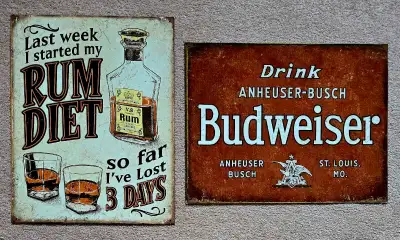 Last week
I started my
RUM
DIET
V.S
Rum
so far
I've Lost
3 DAYS
Drink
ANHEUSER-BUSCH
Budweiser
ANHEUSER
BUSCH
ST. LOUIS,
MO.